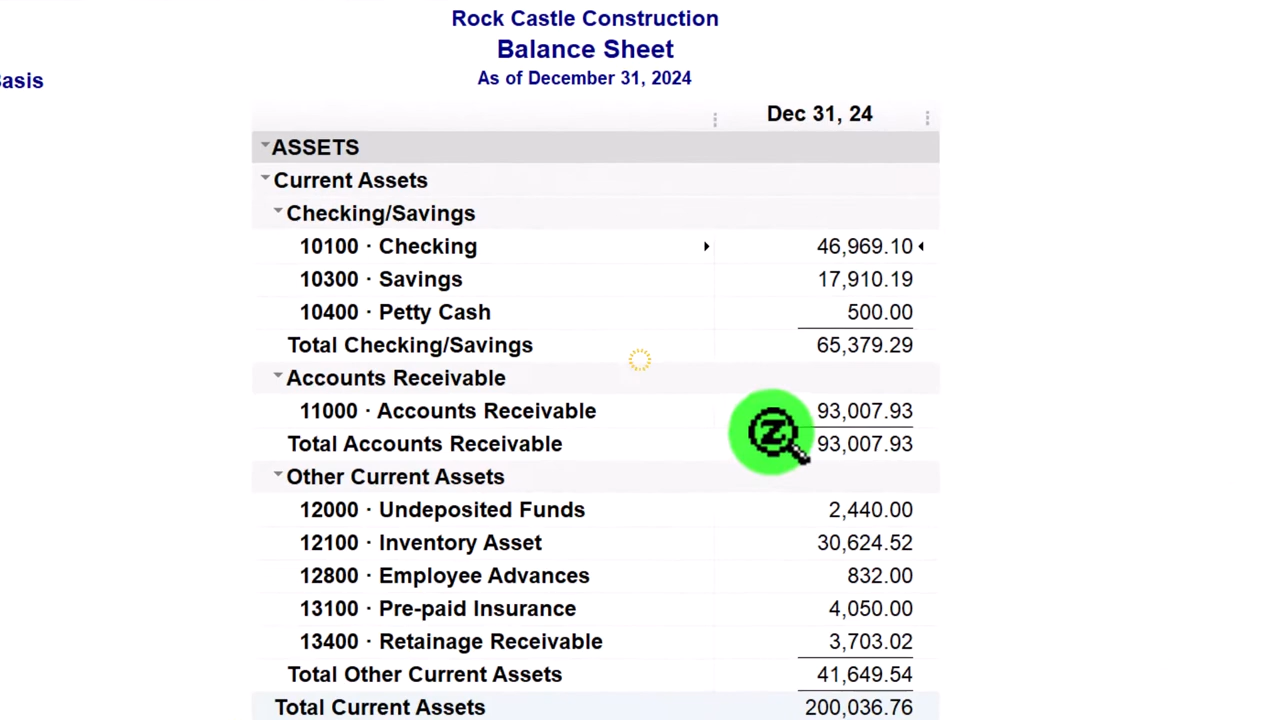 Rock Castle Construction
Balance Sheet
As of December 31, 2024
Basis
Dec 31, 24
ASSETS
Current Assets
Checking/Savings
10100 · Checking 46,969.10
10300 · Savings 17,910.19
10400 · Petty Cash 500.00
Total Checking/Savings 65,379.29
Accounts Receivable
11000 · Accounts Receivable 93,007.93
Total Accounts Receivable 93,007.93
Other Current Assets
12000 · Undeposited Funds 2,440.00
12100 · Inventory Asset 30,624.52
12800 · Employee Advances 832.00
13100 · Pre-paid Insurance 4,050.00
13400 · Retainage Receivable 3,703.02
Total Other Current Assets 41,649.54
Total Current Assets 200,036.76